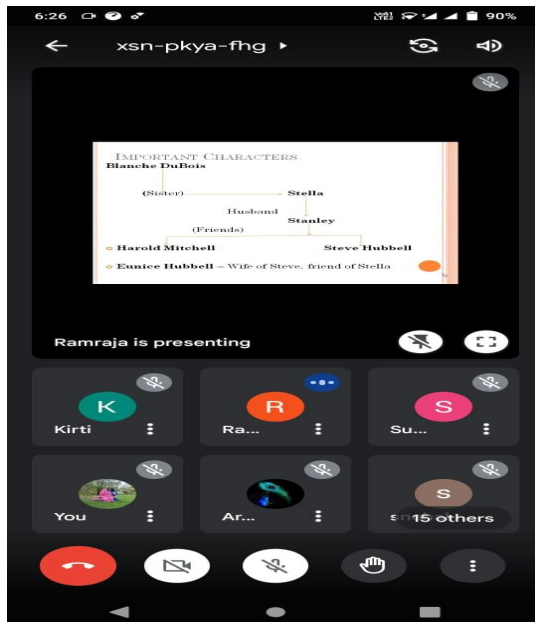 6:26
90%
xsn-pkya-fhg
IMPORTANT CHARACTERS
Blanche DuBois
(Sister)
Stella
Husband
Stanley
(Friends)
Harold Mitchell
Steve Hubbell
Eunice Hubbell – Wife of Steve, friend of Stella
Ramraja is presenting
K
Kirti
R
Ra...
S
Su...
You
Ar...
s
15 others